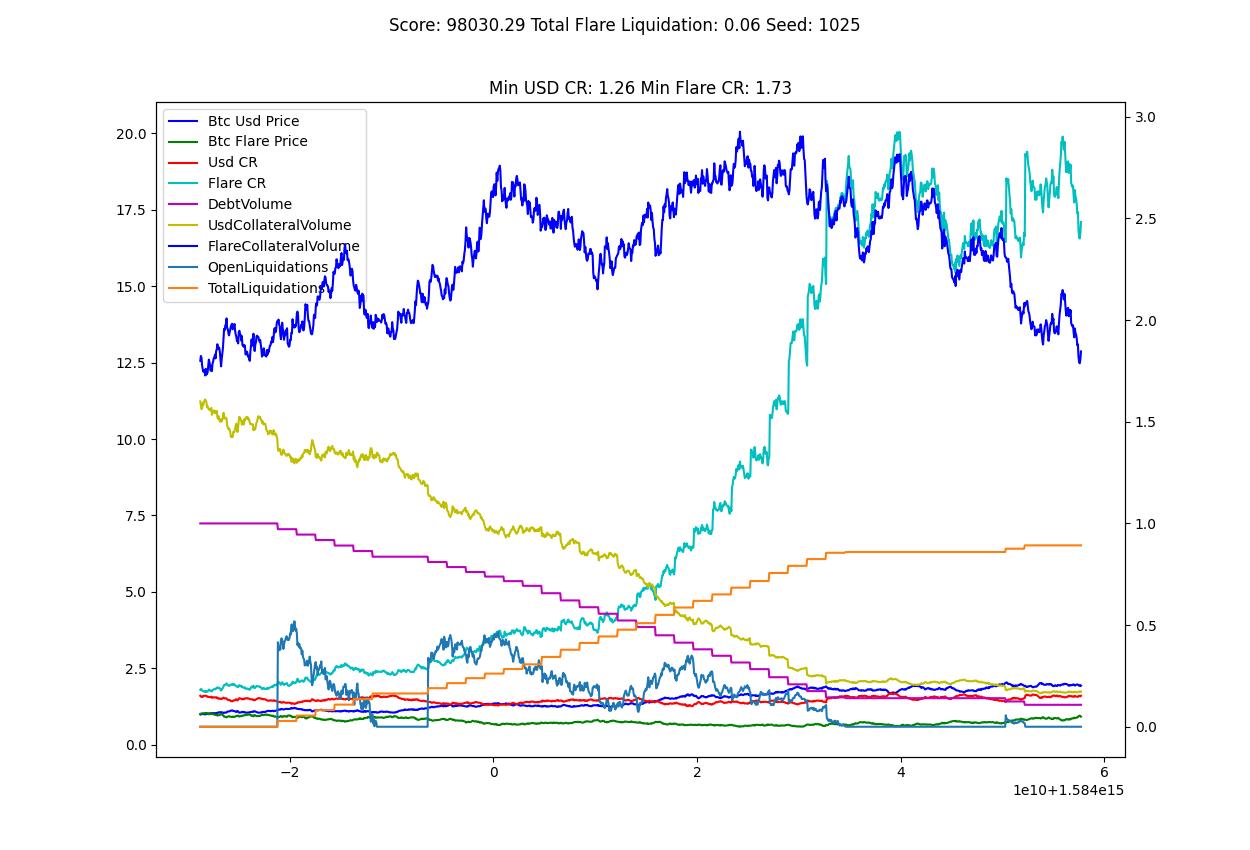 Score: 98030.29 Total Flare Liquidation: 0.06 Seed: 1025
Min USD CR: 1.26 Min Flare CR: 1.73
Btc Usd Price
Btc Flare Price
Usd CR
Flare CR
DebtVolume
UsdCollateralVolume
FlareCollateralVolume
OpenLiquidations
TotalLiquidations
20.0
17.5
15.0
12.5
10.0
7.5
5.0
2.5
0.0
3.0
2.5
2.0
1.5
1.0
0.5
0.0
−2 0 2 4 6
1e10+1.584e15